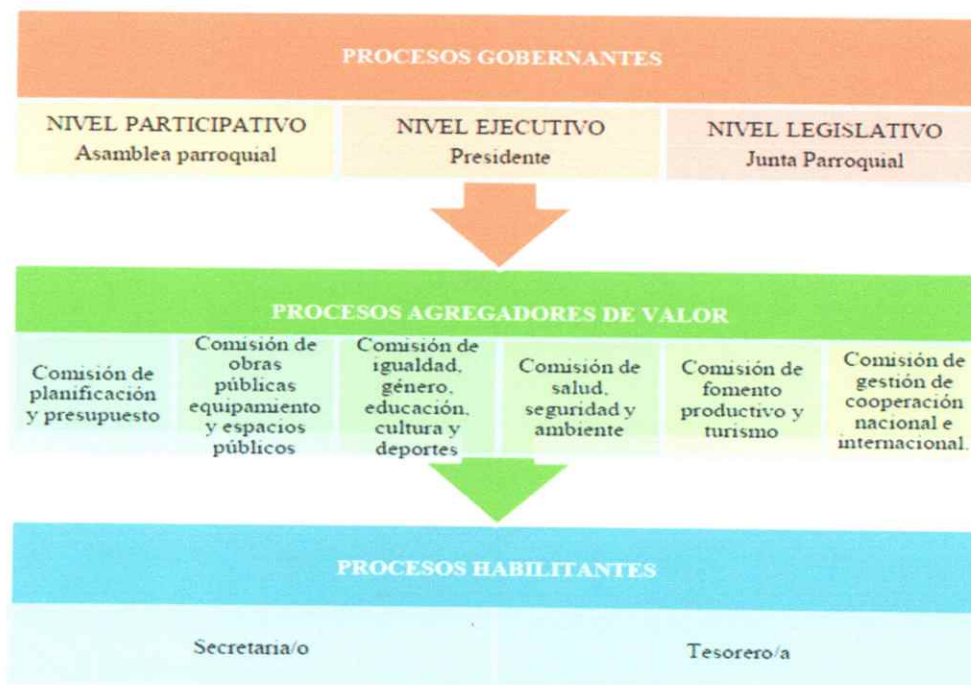 PROCESOS GOBERNANTES
NIVEL PARTICIPATIVO
Asamblea parroquial
NIVEL EJECUTIVO
Presidente
NIVEL LEGISLATIVO
Junta Parroquial
PROCESOS AGREGADORES DE VALOR
Comisión de
planificación
y presupuesto
Comisión de
obras
públicas
equipamiento
y espacios
públicos
Comisión de
igualdad,
género,
educación,
cultura y
deportes
Comisión de
salud,
seguridad y
ambiente
Comisión de
fomento
productivo y
turismo
Comisión de
gestión de
cooperación
nacional e
internacional.
PROCESOS HABILITANTES
Secretaria/o
Tesorero/a